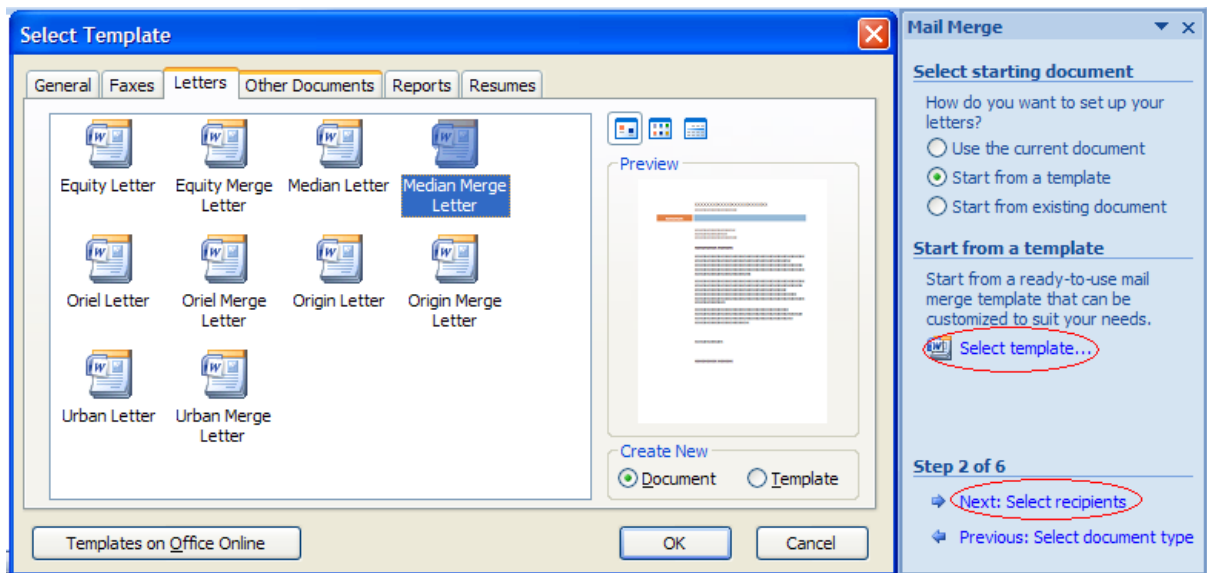 Select Template
General Faxes Letters Other Documents Reports Resumes
Equity Letter
Equity Merge
Letter
Median Letter
Median Merge
Letter
Oriel Letter
Oriel Merge
Letter
Origin Letter
Origin Merge
Letter
Urban Letter
Urban Merge
Letter
Preview
Create New
Document
Template
Templates on Office Online
OK
Cancel
Mail Merge
Select starting document
How do you want to set up your
letters?
Use the current document
Start from a template
Start from existing document
Start from a template
Start from a ready-to-use mail
merge template that can be
customized to suit your needs.
Select template...
Step 2 of 6
Next: Select recipients
Previous: Select document type